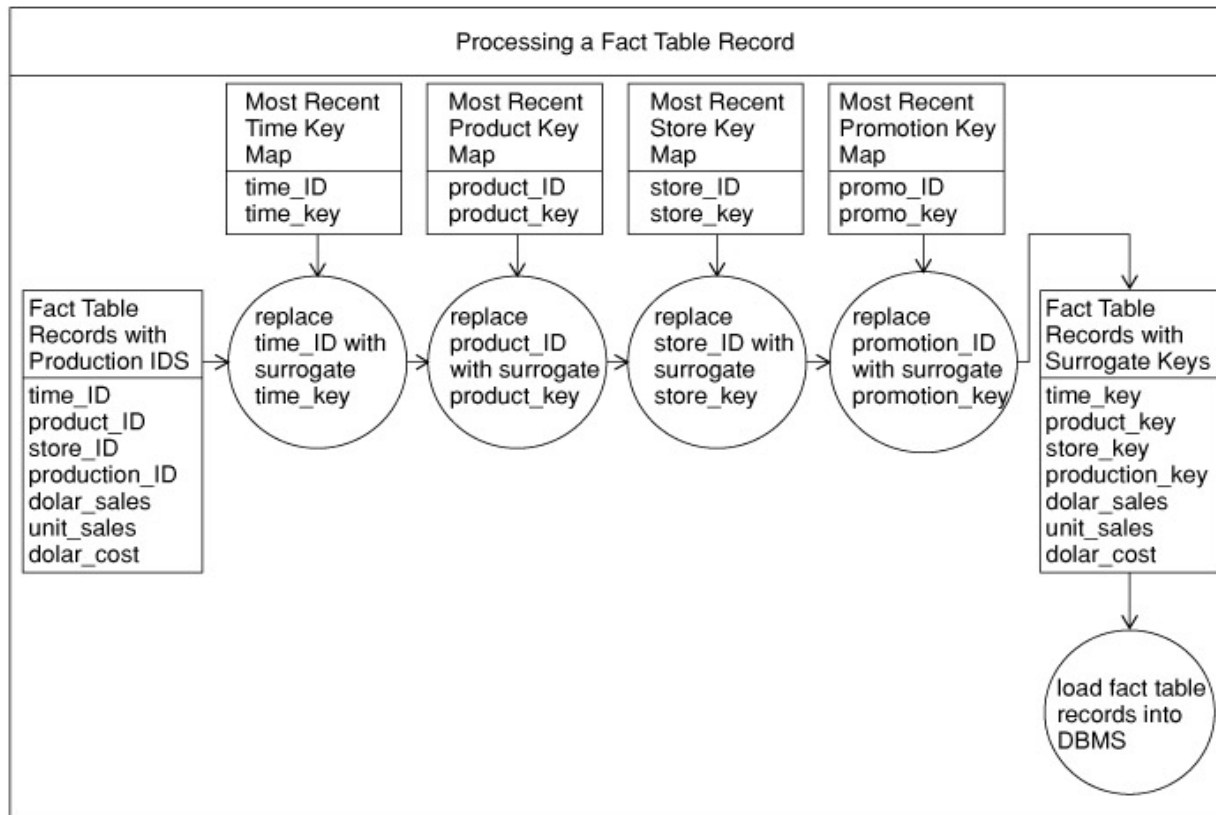 Processing a Fact Table Record
Most Recent
Time Key
Map
time_ID
time_key
Most Recent
Product Key
Map
product_ID
product_key
Most Recent
Store Key
Map
store_ID
store_key
Most Recent
Promotion Key
Map
promo_ID
promo_key
Fact Table
Records with
Production IDS
time_ID
product_ID
store_ID
production_ID
dolar_sales
unit_sales
dolar_cost
replace
time_ID with
surrogate
time_key
replace
product_ID
with surrogate
product_key
replace
store_ID with
surrogate
store_key
replace
promotion_ID
with surrogate
promotion_key
Fact Table
Records with
Surrogate Keys
time_key
product_key
store_key
production_key
dolar_sales
unit_sales
dolar_cost
load fact table
records into
DBMS